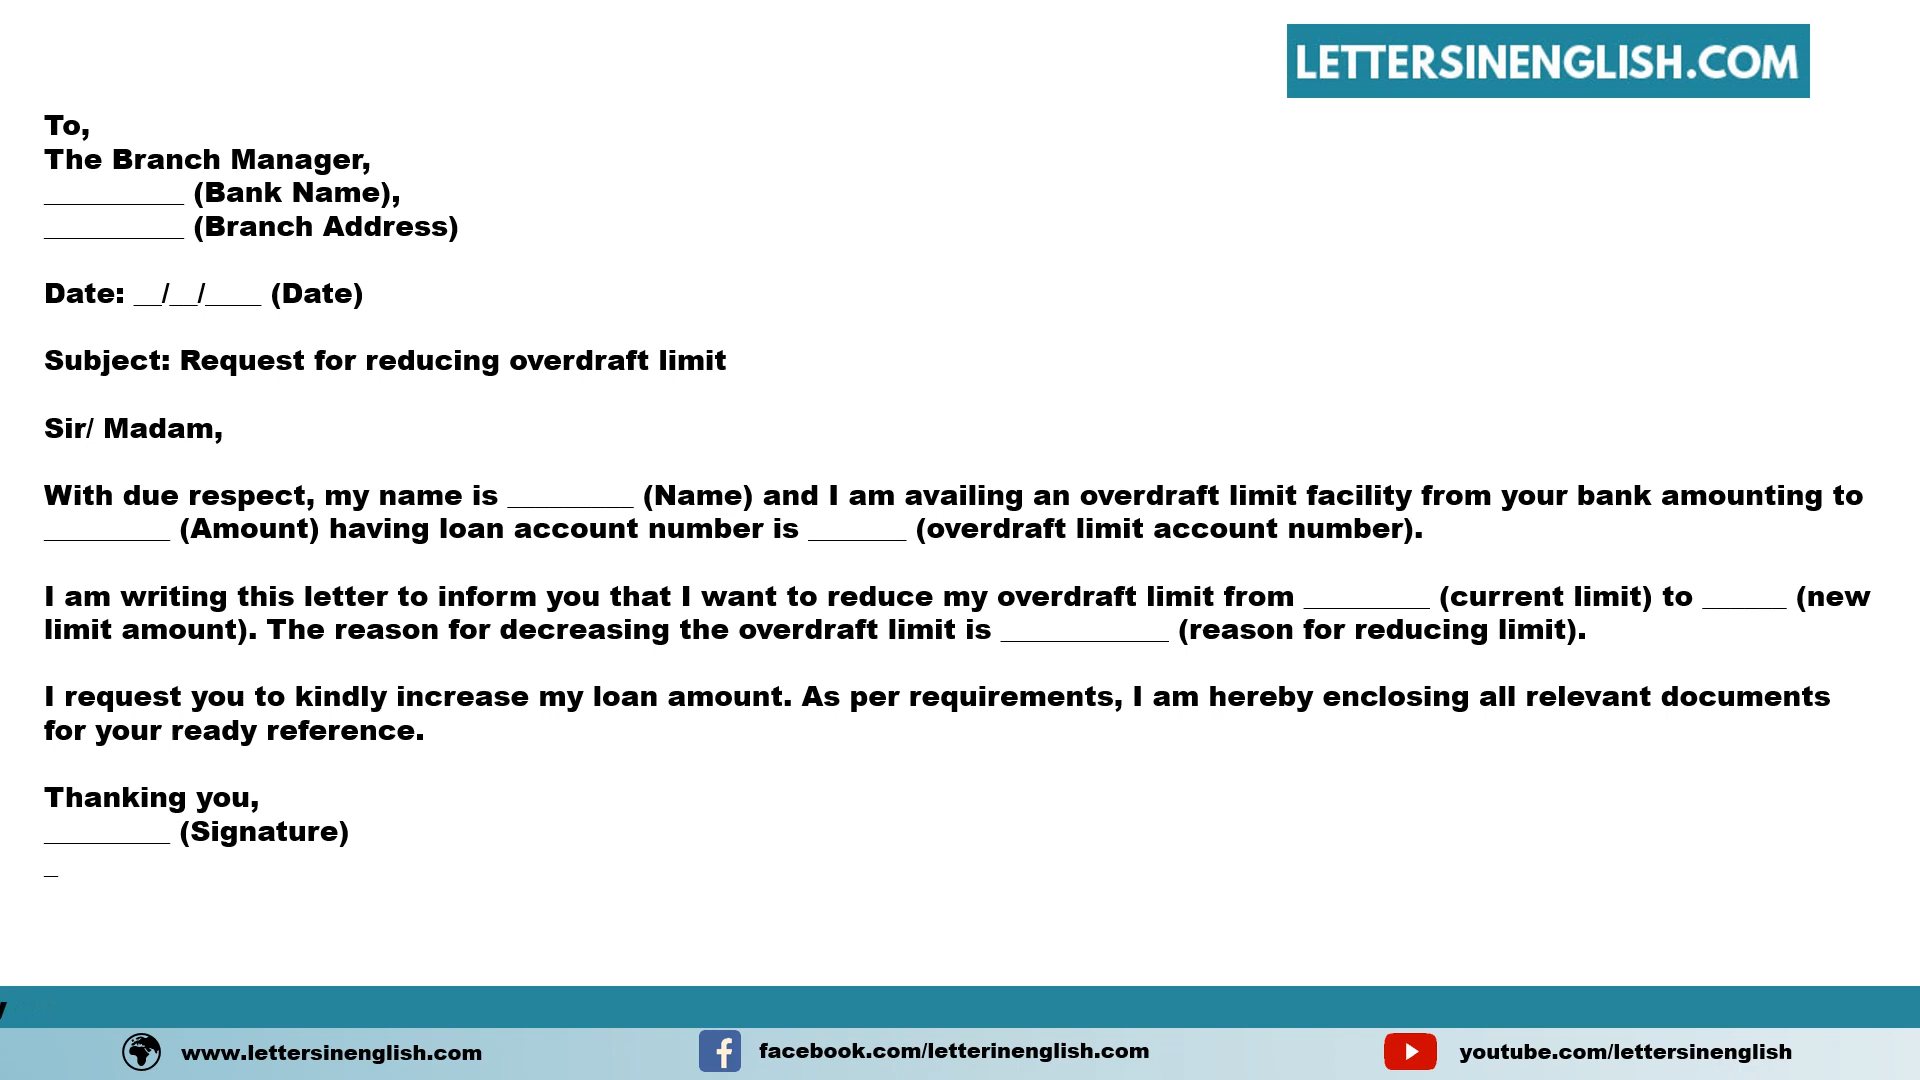 LETTERSINENGLISH.COM
To,
The Branch Manager,
__________ (Bank Name),
__________ (Branch Address)
Date: __/__/____ (Date)
Subject: Request for reducing overdraft limit
Sir/ Madam,
With due respect, my name is _________ (Name) and I am availing an overdraft limit facility from your bank amounting to
_________ (Amount) having loan account number is _______ (overdraft limit account number).
I am writing this letter to inform you that I want to reduce my overdraft limit from _________ (current limit) to ______ (new
limit amount). The reason for decreasing the overdraft limit is ____________ (reason for reducing limit).
I request you to kindly increase my loan amount. As per requirements, I am hereby enclosing all relevant documents
for your ready reference.
Thanking you,
_________ (Signature)
_
www.lettersinenglish.com
facebook.com/letterinenglish.com
youtube.com/lettersinenglish